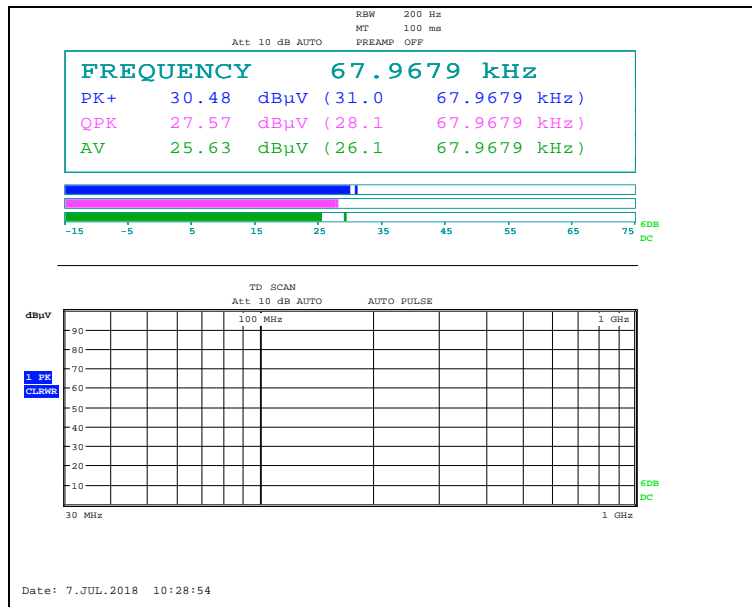 RBW 200 Hz
MT 100 ms
Att 10 dB AUTO PREAMP OFF
FREQUENCY 67.9679 kHz
PK+ 30.48 dBµV (31.0 67.9679 kHz)
QPK 27.57 dBµV (28.1 67.9679 kHz)
AV 25.63 dBµV (26.1 67.9679 kHz)
-15 -5 5 15 25 35 45 55 65 75
6DB
DC
TD SCAN
Att 10 dB AUTO AUTO PULSE
dBµV
100 MHz 1 GHz
90
80
70
1 PK
60
CLRWR
50
40
30
20
10
6DB
DC
30 MHz 1 GHz
Date: 7.JUL.2018 10:28:54